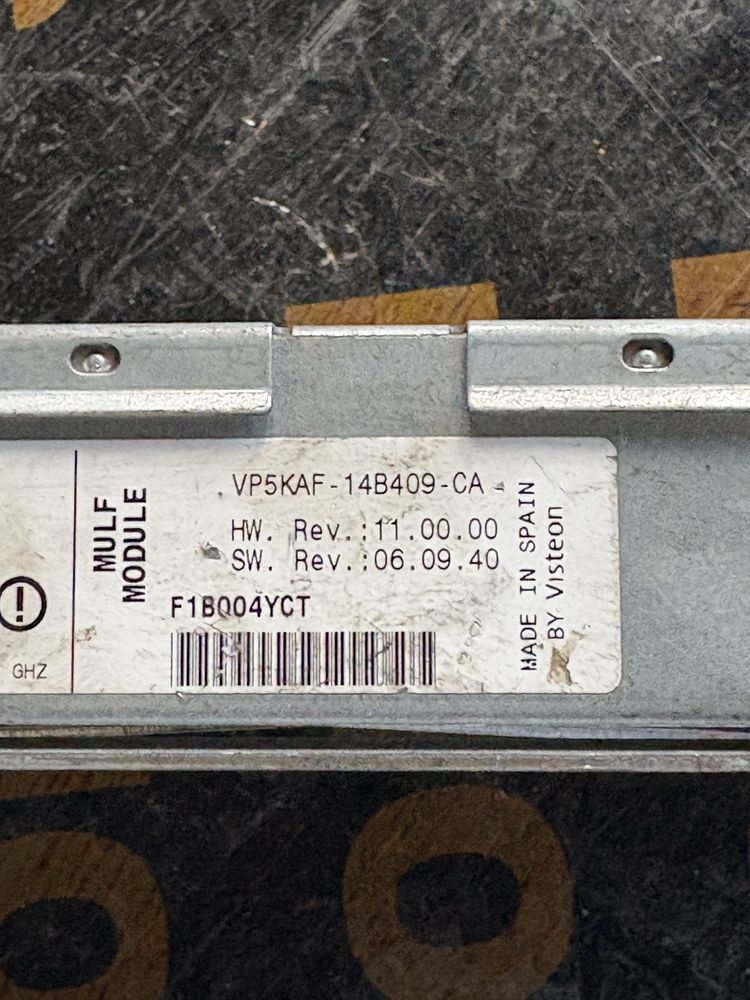 VP5KAF-14B409-CA
HW. Rev.:11.00.00
SW. Rev.:06.09.40
MULF
MODULE
F1B004YCT
MADE IN SPAIN
BY Visteon
GHZ